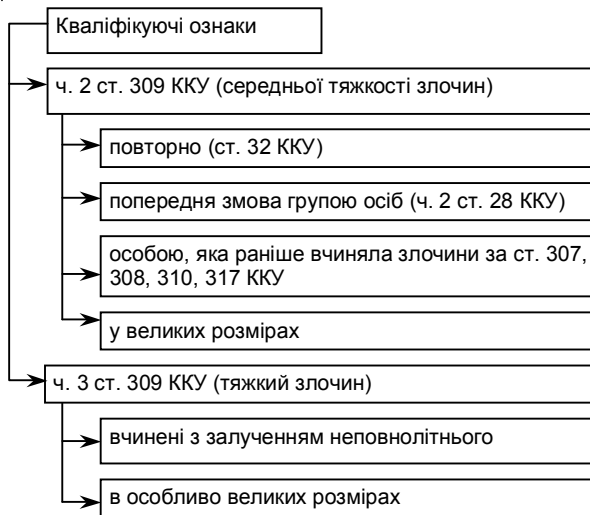 Кваліфікуючі ознаки
ч. 2 ст. 309 ККУ (середньої тяжкості злочин)
повторно (ст. 32 ККУ)
попередня змова групою осіб (ч. 2 ст. 28 ККУ)
особою, яка раніше вчиняла злочини за ст. 307,
308, 310, 317 ККУ
у великих розмірах
ч. 3 ст. 309 ККУ (тяжкий злочин)
вчинені з залученням неповнолітнього
в особливо великих розмірах